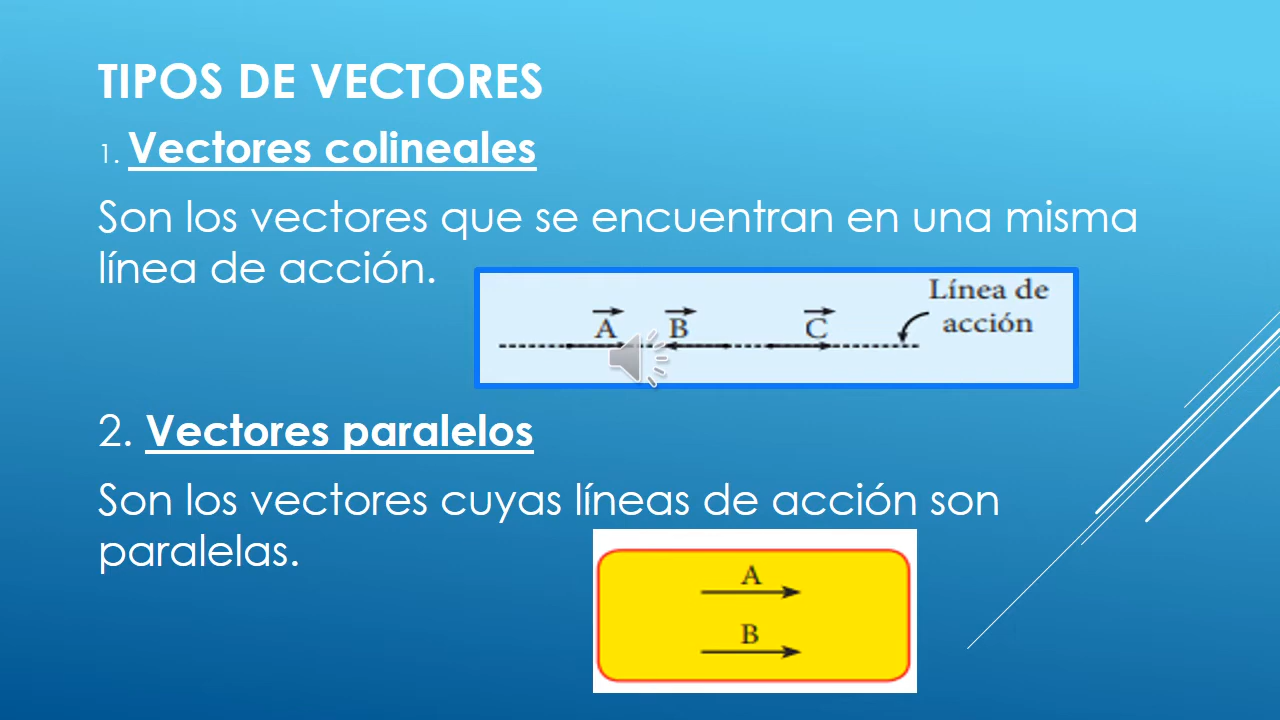 TIPOS DE VECTORES
1. Vectores colineales
Son los vectores que se encuentran en una misma
línea de acción.
Línea de
acción
A B C
2. Vectores paralelos
Son los vectores cuyas líneas de acción son
paralelas.
A
B